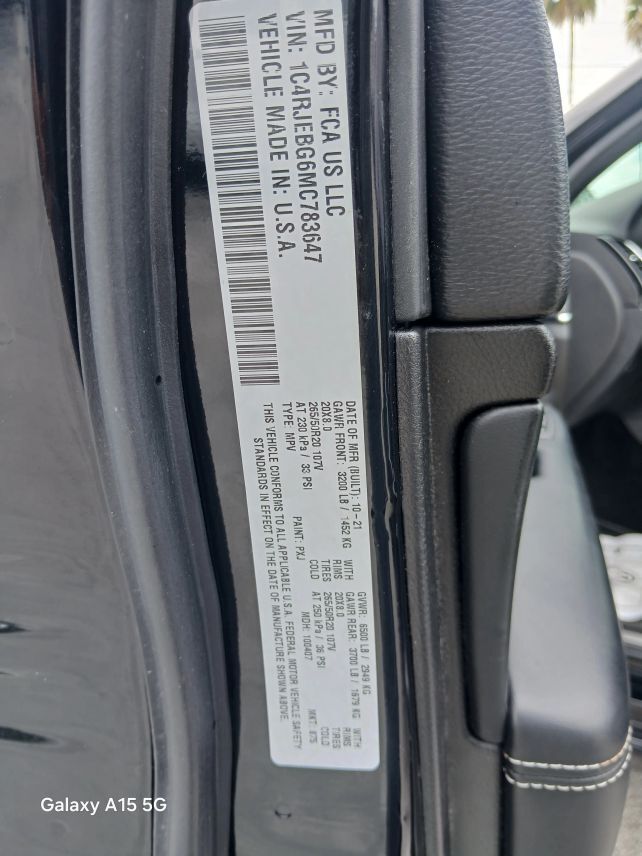 MFD BY: FCA US LLC
VIN: 1C4RJEBG6MC783647
VEHICLE MADE IN: U.S.A.
DATE OF MFR (BUILT): 10-21 GVWR: 6500 LB / 2949 KG
GAWR FRONT: 3200 LB / 1452 KG WITH GAWR REAR: 3700 LB / 1679 KG WITH
20X8.0 RIMS 20X8.0 RIMS
265/50R20 107V TIRES 265/50R20 107V TIRES
AT 230 kPa / 33 PSI COLD AT 250 kPa / 36 PSI COLD
TYPE: MPV PAINT: PXJ MDH: 100407 MKT:
THIS VEHICLE CONFORMS TO ALL APPLICABLE U.S.A. FEDERAL MOTOR VEHICLE SAFETY
STANDARDS IN EFFECT ON THE DATE OF MANUFACTURE SHOWN ABOVE.
Galaxy A15 5G